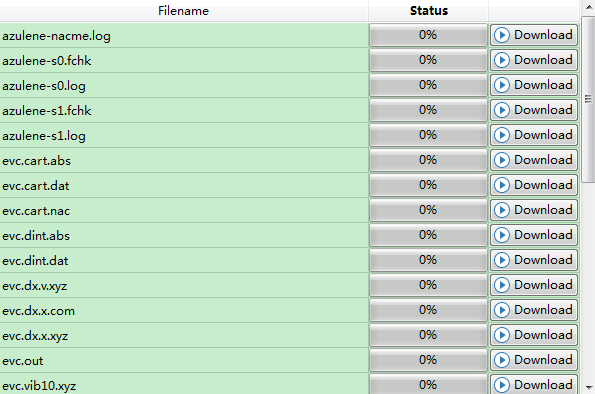 Filename Status
azulene-nacme.log 0% Download
azulene-s0.fchk 0% Download
azulene-s0.log 0% Download
azulene-s1.fchk 0% Download
azulene-s1.log 0% Download
evc.cart.abs 0% Download
evc.cart.dat 0% Download
evc.cart.nac 0% Download
evc.dint.abs 0% Download
evc.dint.dat 0% Download
evc.dx.v.xyz 0% Download
evc.dx.x.com 0% Download
evc.dx.x.xyz 0% Download
evc.out 0% Download
evc.vib10.xyz 0% Download